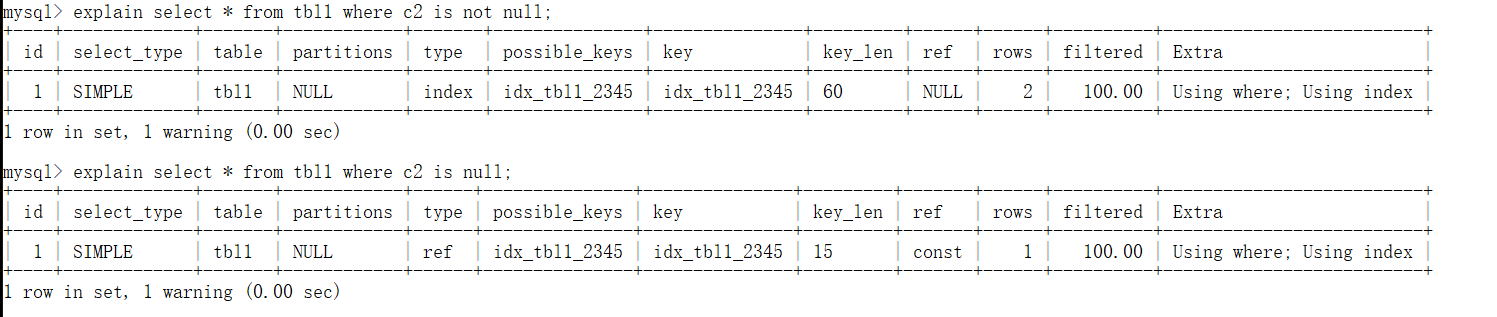 mysql> explain select * from tbl1 where c2 is not null;
+----+-------------+-------+------------+-------+---------------+---------------+---------+------+------+----------+--------------------------+
| id | select_type | table | partitions | type | possible_keys | key | key_len | ref | rows | filtered | Extra |
+----+-------------+-------+------------+-------+---------------+---------------+---------+------+------+----------+--------------------------+
| 1 | SIMPLE | tbl1 | NULL | index | idx_tbl1_2345 | idx_tbl1_2345 | 60 | NULL | 2 | 100.00 | Using where; Using index |
+----+-------------+-------+------------+-------+---------------+---------------+---------+------+------+----------+--------------------------+
1 row in set, 1 warning (0.00 sec)
mysql> explain select * from tbl1 where c2 is null;
+----+-------------+-------+------------+------+---------------+---------------+---------+-------+------+----------+--------------------------+
| id | select_type | table | partitions | type | possible_keys | key | key_len | ref | rows | filtered | Extra |
+----+-------------+-------+------------+------+---------------+---------------+---------+-------+------+----------+--------------------------+
| 1 | SIMPLE | tbl1 | NULL | ref | idx_tbl1_2345 | idx_tbl1_2345 | 15 | const | 1 | 100.00 | Using where; Using index |
+----+-------------+-------+------------+------+---------------+---------------+---------+-------+------+----------+--------------------------+
1 row in set, 1 warning (0.00 sec)